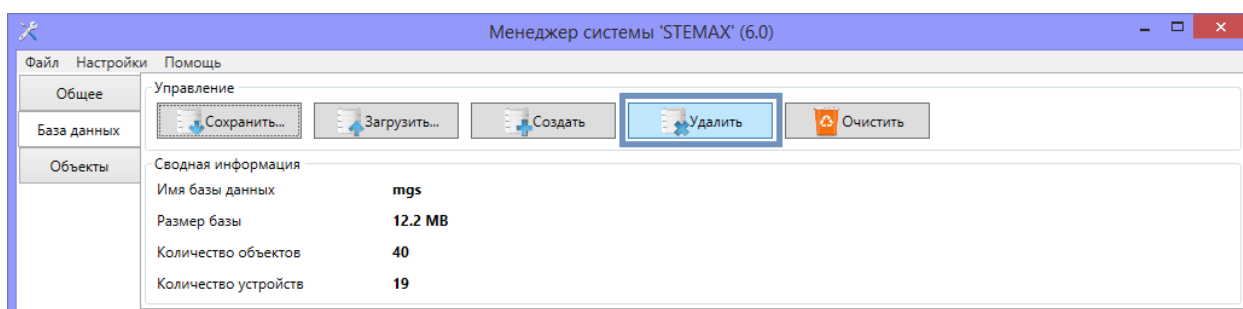 Менеджер системы 'STEMAX' (6.0)
Файл Настройки Помощь
Общее
База данных
Объекты
Управление
Сохранить... Загрузить... Создать Удалить Очистить
Сводная информация
Имя базы данных mgs
Размер базы 12.2 MB
Количество объектов 40
Количество устройств 19